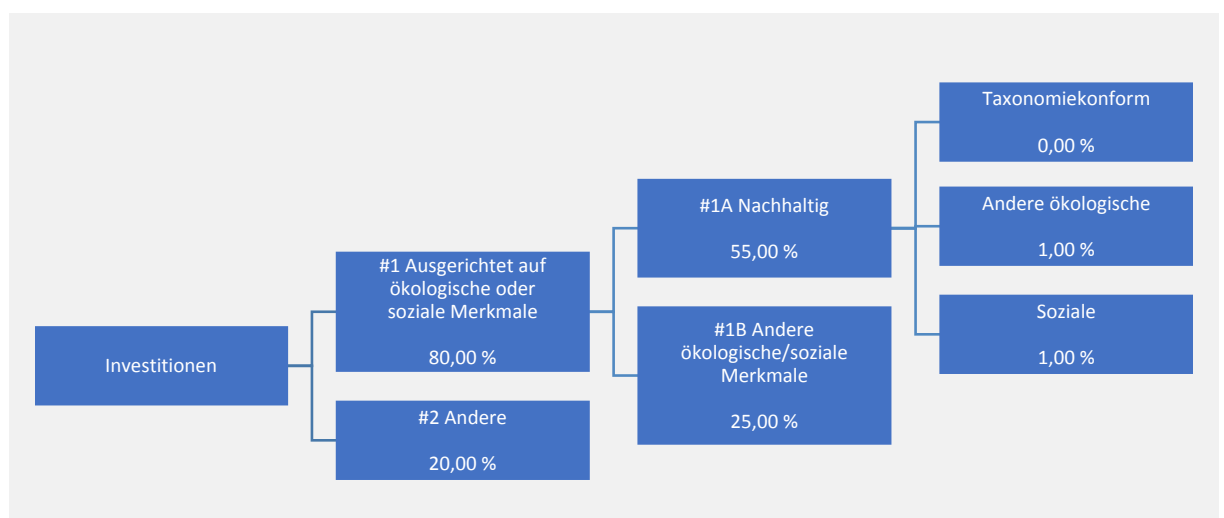 Investitionen
#1 Ausgerichtet auf
ökologische oder
soziale Merkmale
80,00 %
#2 Andere
20,00 %
#1A Nachhaltig
55,00 %
#1B Andere
ökologische/soziale
Merkmale
25,00 %
Taxonomiekonform
0,00 %
Andere ökologische
1,00 %
Soziale
1,00 %